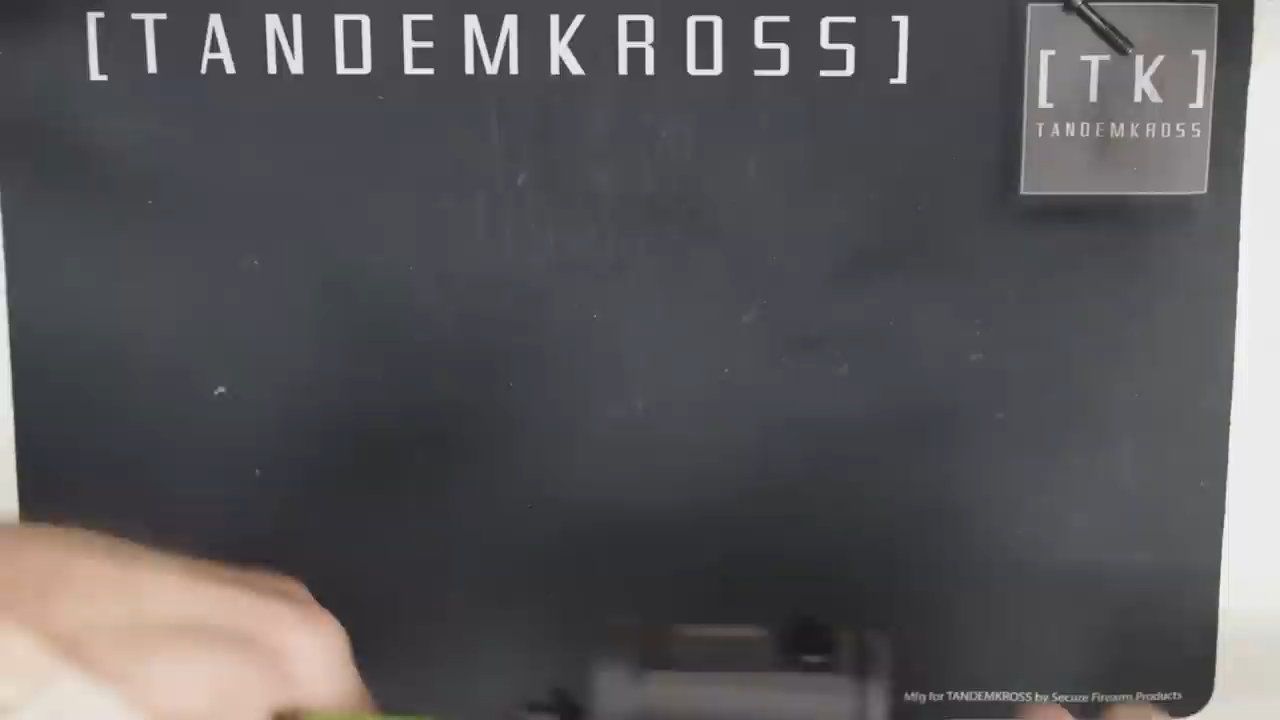 [TANDEMKROSS]
[TK]
TANDEMKROSS
Mfg for TANDEMKROSS by Secure Firearm Products